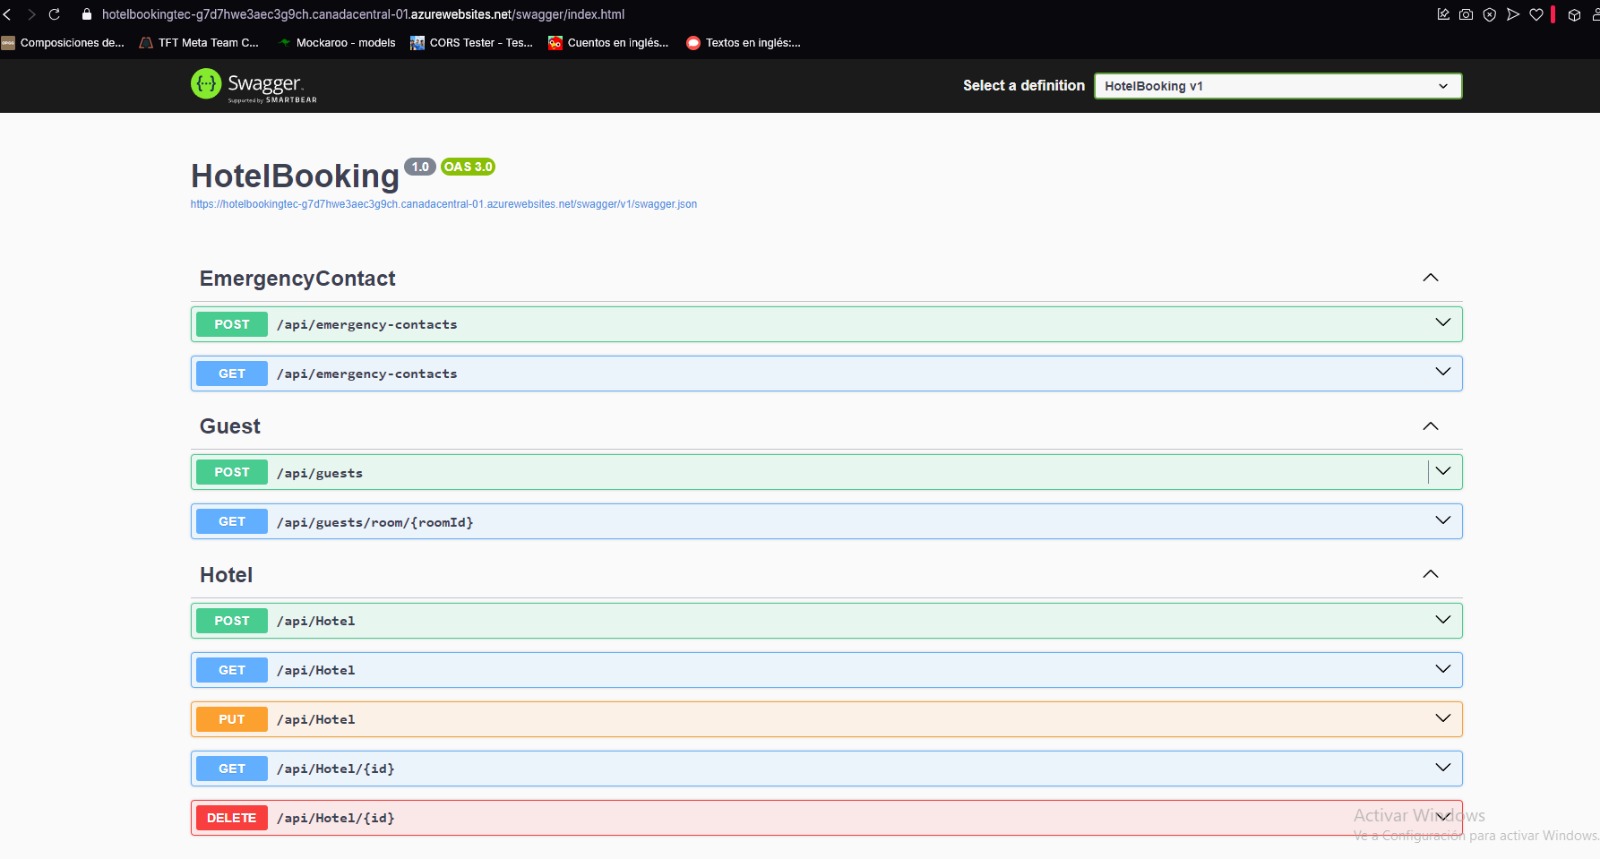 hotelbookingtec-g7d7hwe3aec3g9ch.canadacentral-01.azurewebsites.net/swagger/index.html
Composiciones de... TFT Meta Team C... Mockaroo - models CORS Tester - Tes... Cuentos en inglés... Textos en inglés:...
{···} Swagger. Supported by SMARTBEAR Select a definition HotelBooking v1
HotelBooking 1.0 OAS 3.0
https://hotelbookingtec-g7d7hwe3aec3g9ch.canadacentral-01.azurewebsites.net/swagger/v1/swagger.json
EmergencyContact
POST /api/emergency-contacts
GET /api/emergency-contacts
Guest
POST /api/guests
GET /api/guests/room/{roomId}
Hotel
POST /api/Hotel
GET /api/Hotel
PUT /api/Hotel
GET /api/Hotel/{id}
DELETE /api/Hotel/{id}
Activar Windows
Ve a Configuración para activar Windows.